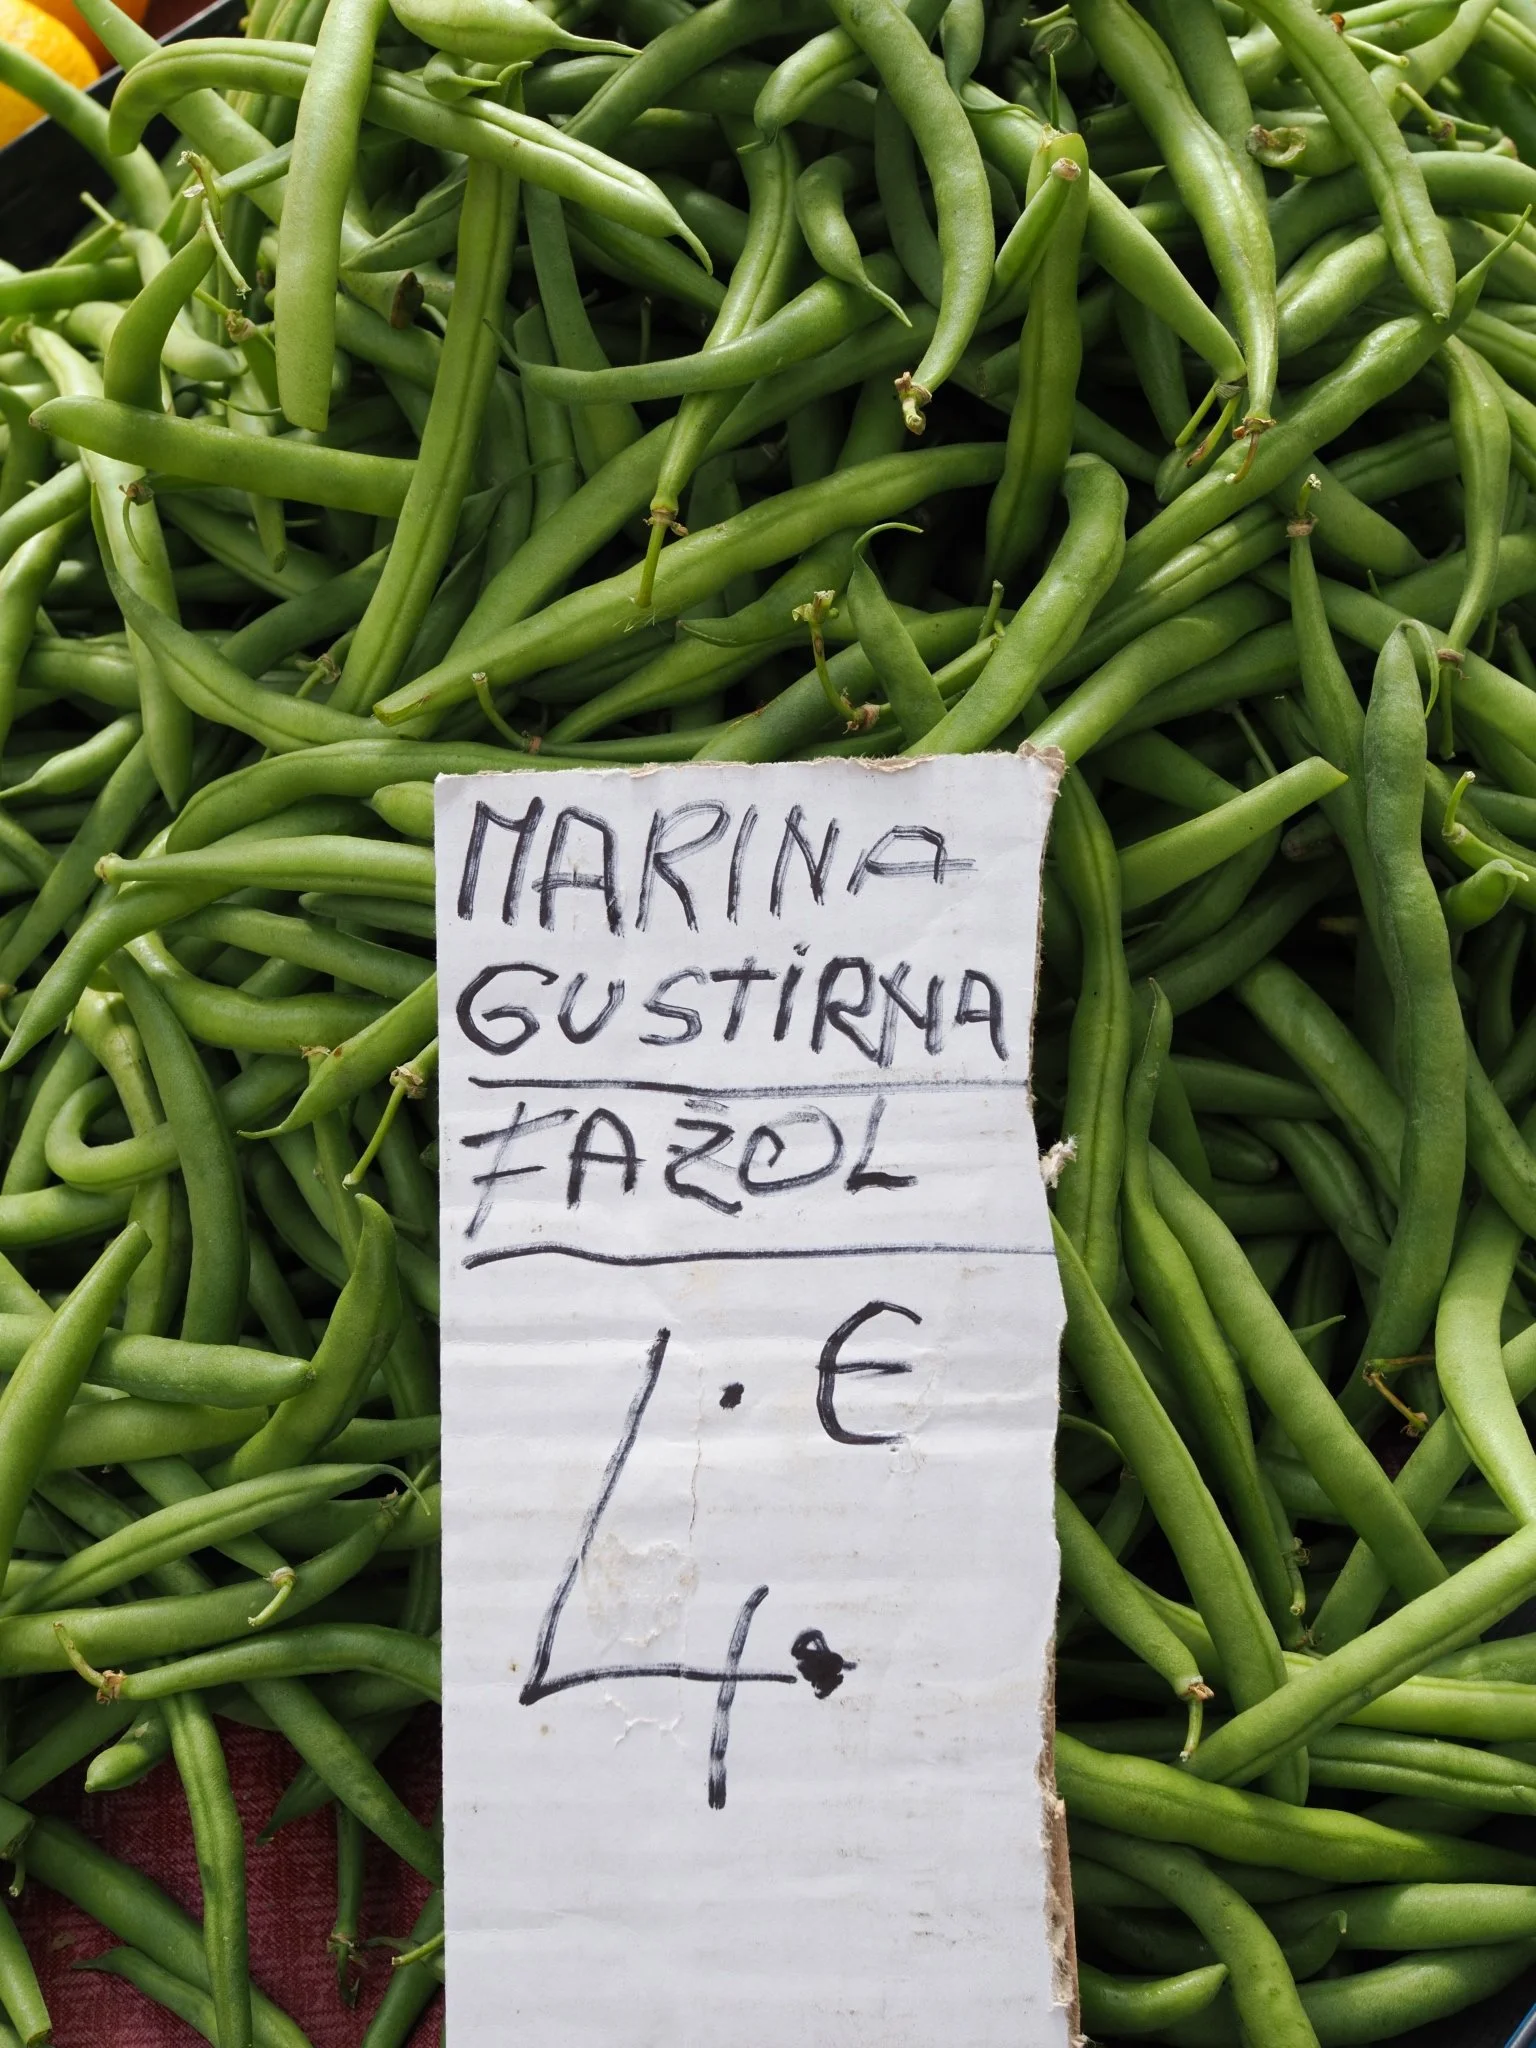 MARINA
GUSTIRNA
FAŽOL
€
4.